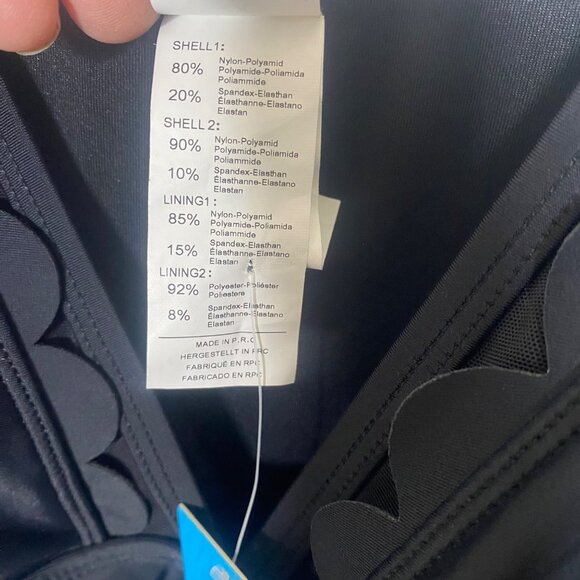 SHELL1:
80% Nylon-Polyamid
Polyamide-Poliamida
Poliammide
20% Spandex-Elasthan
Élasthanne-Elastano
Elastan
SHELL 2:
90% Nylon-Polyamid
Polyamide-Poliamida
Poliammide
10% Spandex-Elasthan
Élasthanne-Elastano
Elastan
LINING1:
85% Nylon-Polyamid
Polyamide-Poliamida
Poliammide
15% Spandex-Elasthan
Élasthanne-Elastano
Elastan
LINING2:
92% Polyester-Poliéster
Poliestere
8% Spandex-Elasthan
Élasthanne-Elastano
Elastan
MADE IN P.R.C
HERGESTELLT IN PRC
FABRIQUÉ EN RPC
FABRICADO EN RPC